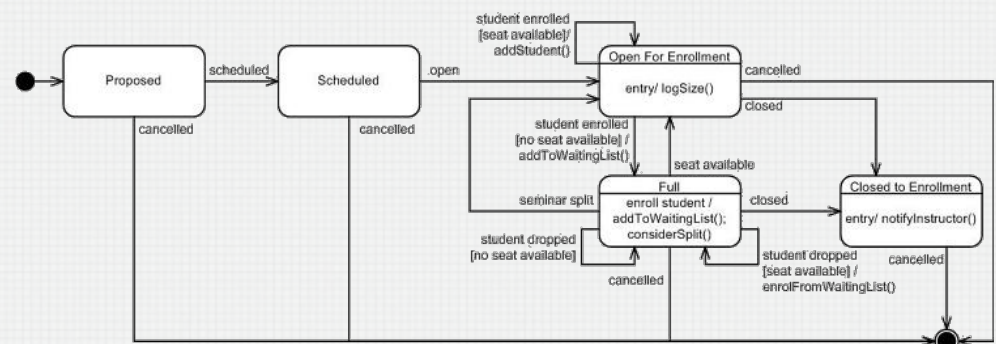 student enrolled
[seat available]/
addStudent()
Proposed
scheduled
Scheduled
open
Open For Enrollment
entry/ logSize()
cancelled
closed
cancelled
cancelled
student enrolled
[no seat available] /
addToWaitingList()
seat available
Full
enroll student /
addToWaitingList();
considerSplit()
seminar split
closed
Closed to Enrollment
entry/ notifyInstructor()
student dropped
[no seat available]
student dropped
[seat available] /
enrolFromWaitingList()
cancelled
cancelled